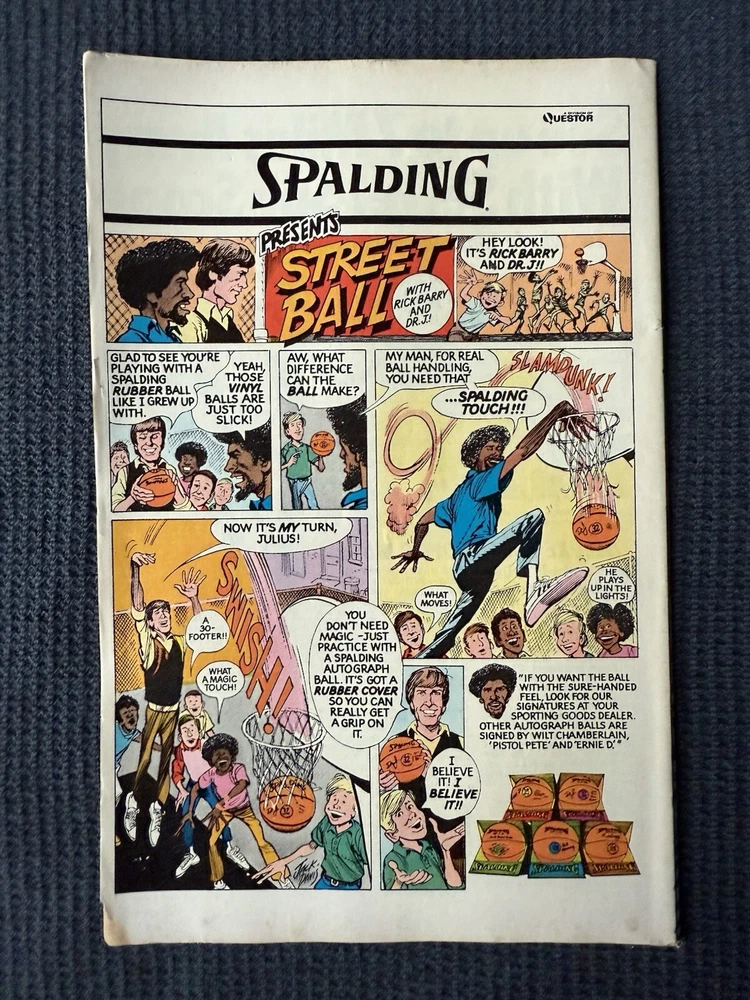 A DIVISION OF
QUESTOR
SPALDING
PRESENTS
STREET
BALL
WITH
RICK BARRY
AND
DR.J.!
HEY LOOK!
IT'S RICK BARRY
AND DR.J!!
GLAD TO SEE YOU'RE
PLAYING WITH A
SPALDING
RUBBER BALL
LIKE I GREW UP
WITH.
YEAH,
THOSE
VINYL
BALLS ARE
JUST TOO
SLICK!
AW, WHAT
DIFFERENCE
CAN THE
BALL MAKE?
MY MAN, FOR REAL
BALL HANDLING,
YOU NEED THAT
...SPALDING
TOUCH!!!
SLAMDUNK!
WHAT
MOVES!
HE
PLAYS
UP IN THE
LIGHTS!
NOW IT'S MY TURN,
JULIUS!
SWISH!
A
30-
FOOTER!!
WHAT
A MAGIC
TOUCH!
YOU
DON'T NEED
MAGIC -JUST
PRACTICE WITH
A SPALDING
AUTOGRAPH
BALL. IT'S GOT A
RUBBER COVER
SO YOU CAN
REALLY GET
A GRIP ON
IT.
JACK
DAVIS
I
BELIEVE
IT! I
BELIEVE
IT!!
"IF YOU WANT THE BALL
WITH THE SURE-HANDED
FEEL, LOOK FOR OUR
SIGNATURES AT YOUR
SPORTING GOODS DEALER.
OTHER AUTOGRAPH BALLS ARE
SIGNED BY WILT CHAMBERLAIN,
'PISTOL PETE' AND 'ERNIE D.'"
SPALDING
SPALDING
SPALDING